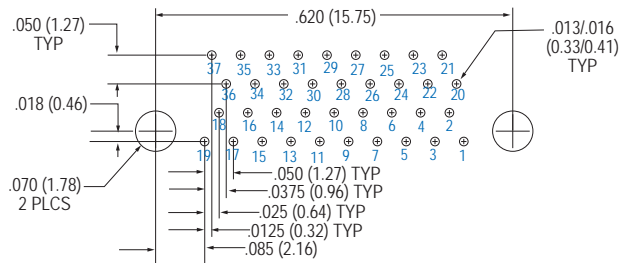 .620 (15.75)
.050 (1.27)
TYP
.013/.016
(0.33/0.41)
TYP
37 35 33 31 29 27 25 23 21
36 34 32 30 28 26 24 22 20
.018 (0.46)
18 16 14 12 10 8 6 4 2
19 17 15 13 11 9 7 5 3 1
.070 (1.78)
2 PLCS
.050 (1.27) TYP
.0375 (0.96) TYP
.025 (0.64) TYP
.0125 (0.32) TYP
.085 (2.16)